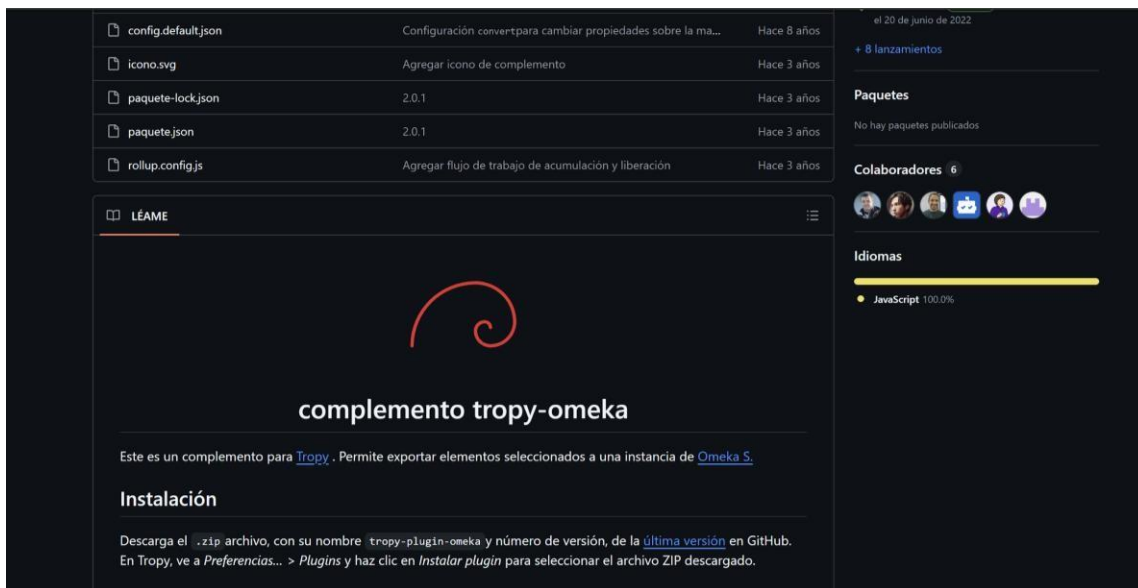 config.default.json Configuración convertpara cambiar propiedades sobre la ma... Hace 8 años
icono.svg Agregar icono de complemento Hace 3 años
paquete-lock.json 2.0.1 Hace 3 años
paquete.json 2.0.1 Hace 3 años
rollup.config.js Agregar flujo de trabajo de acumulación y liberación Hace 3 años
LÉAME
complemento tropy-omeka
Este es un complemento para Tropy . Permite exportar elementos seleccionados a una instancia de Omeka S.
Instalación
Descarga el .zip archivo, con su nombre tropy-plugin-omeka y número de versión, de la última versión en GitHub.
En Tropy, ve a Preferencias... > Plugins y haz clic en Instalar plugin para seleccionar el archivo ZIP descargado.
el 20 de junio de 2022
+ 8 lanzamientos
Paquetes
No hay paquetes publicados
Colaboradores 6
Idiomas
JavaScript 100.0%